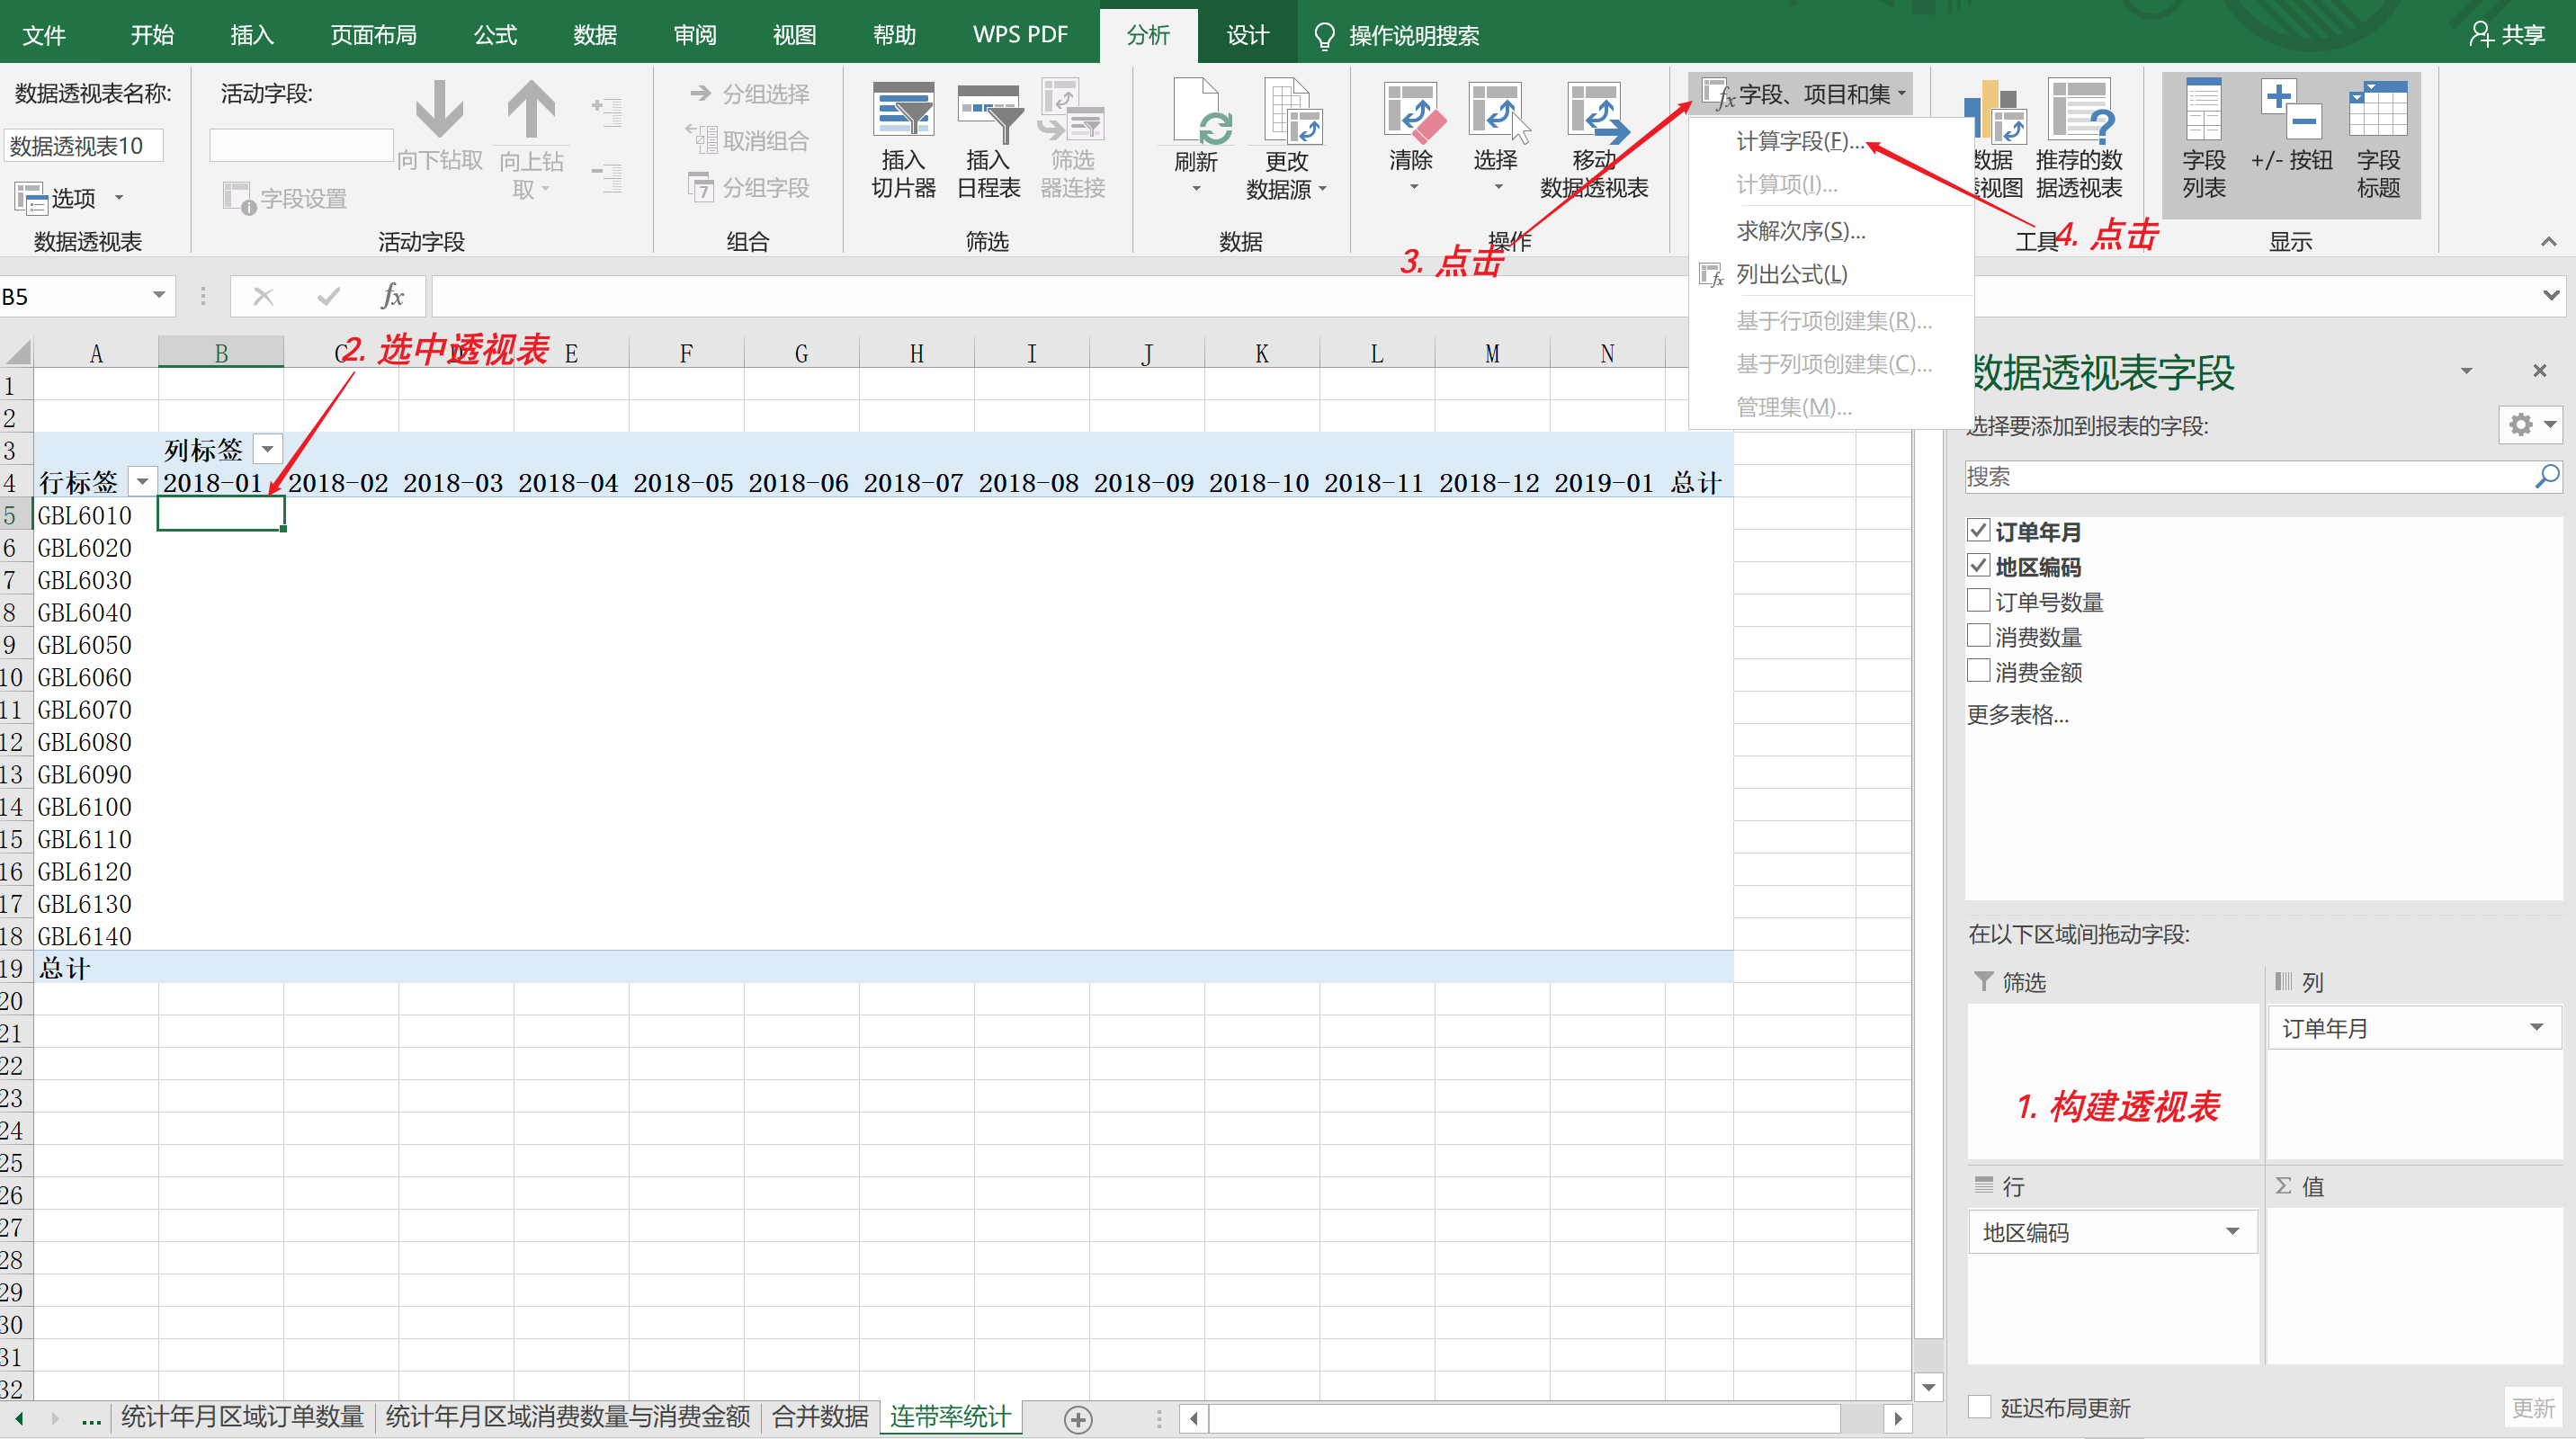 文件 开始 插入 页面布局 公式 数据 审阅 视图 帮助 WPS PDF 分析 设计 操作说明搜索 共享
数据透视表名称:
数据透视表10
选项
数据透视表
活动字段:
向下钻取
向上钻取
字段设置
活动字段
分组选择
取消组合
分组字段
组合
插入切片器
插入日程表
筛选器连接
筛选
刷新
更改数据源
数据
清除
选择
移动数据透视表
操作
字段、项目和集
计算字段(F)...
计算项(I)...
求解次序(S)...
列出公式(L)
基于行项创建集(R)...
基于列项创建集(C)...
管理集(M)...
数据
透视图
推荐的数据透视表
工具
字段列表
+/- 按钮
字段标题
显示
3. 点击
4. 点击
B5
fx
2. 选中透视表
A B C D E F G H I J K L M N
1
2
3 列标签
4 行标签 2018-01 2018-02 2018-03 2018-04 2018-05 2018-06 2018-07 2018-08 2018-09 2018-10 2018-11 2018-12 2019-01 总计
5 GBL6010
6 GBL6020
7 GBL6030
8 GBL6040
9 GBL6050
10 GBL6060
11 GBL6070
12 GBL6080
13 GBL6090
14 GBL6100
15 GBL6110
16 GBL6120
17 GBL6130
18 GBL6140
19 总计
20
21
22
23
24
25
26
27
28
29
30
31
32
数据透视表字段
选择要添加到报表的字段:
搜索
订单年月
地区编码
订单号数量
消费数量
消费金额
更多表格...
在以下区域间拖动字段:
筛选
列
订单年月
1. 构建透视表
行
Σ 值
地区编码
延迟布局更新 更新
... 统计年月区域订单数量 统计年月区域消费数量与消费金额 合并数据 连带率统计